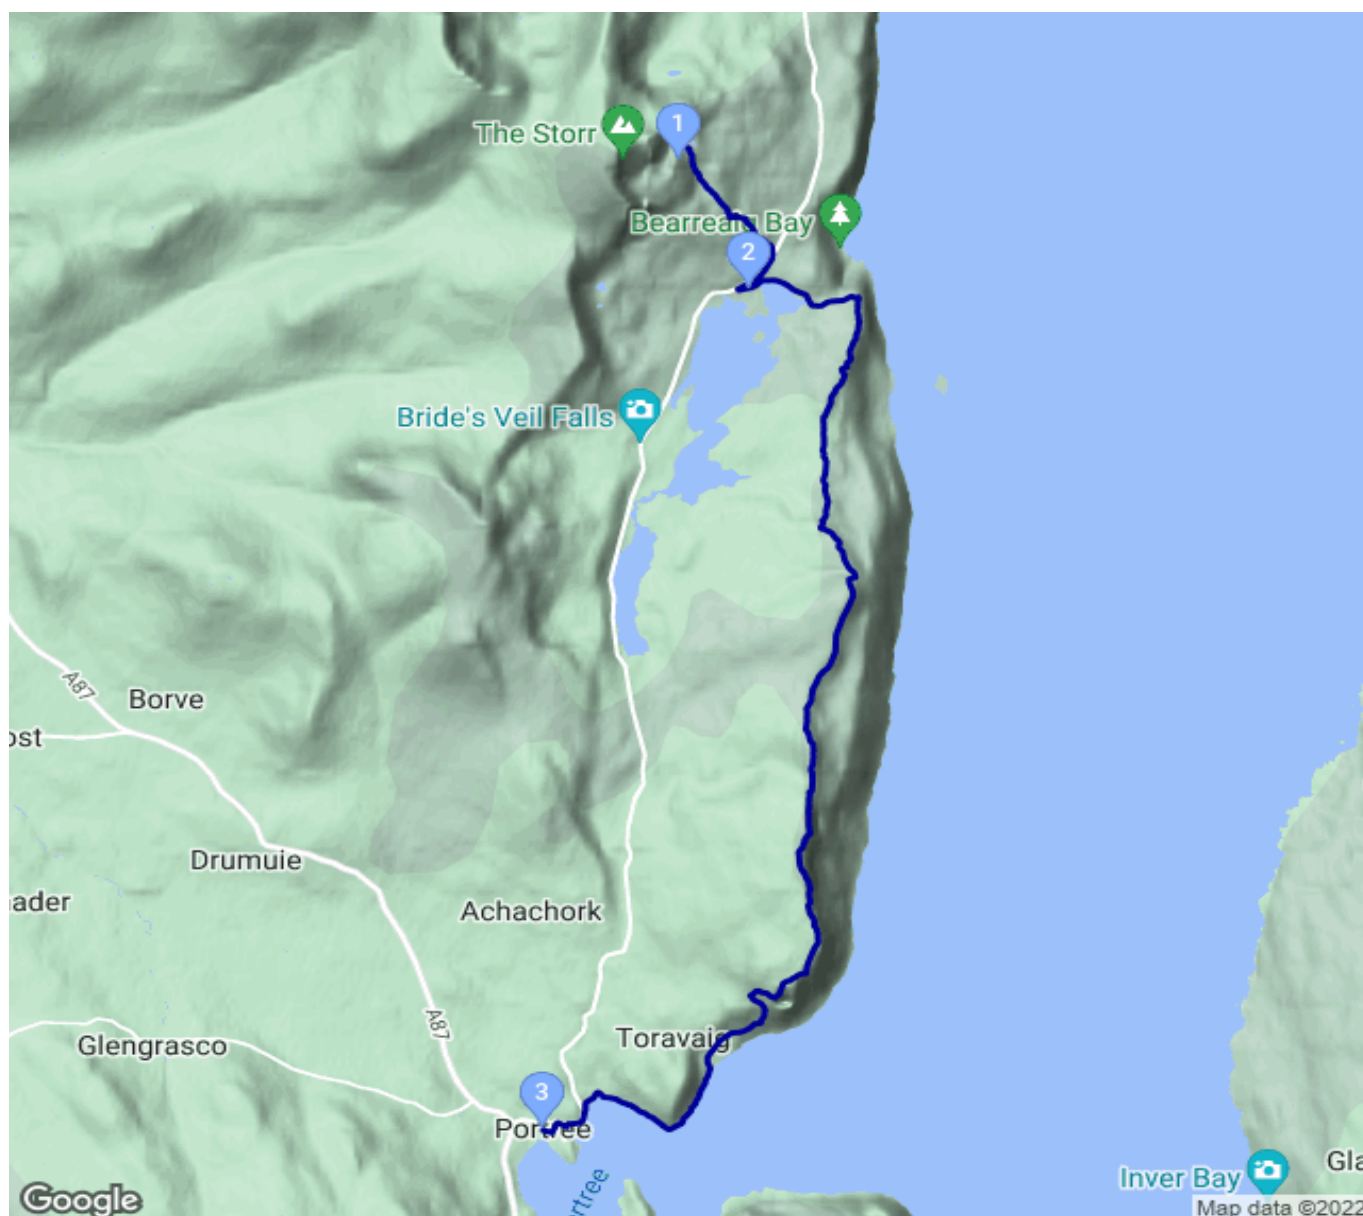 1
The Storr
Bearreaig Bay
2
Bride's Veil Falls
A87
Borve
ost
Drumuie
ader
Achachork
A87
Toravaig
Glengrasco
3
Portree
rtree
Inver Bay
Gla
Google
Map data ©2022